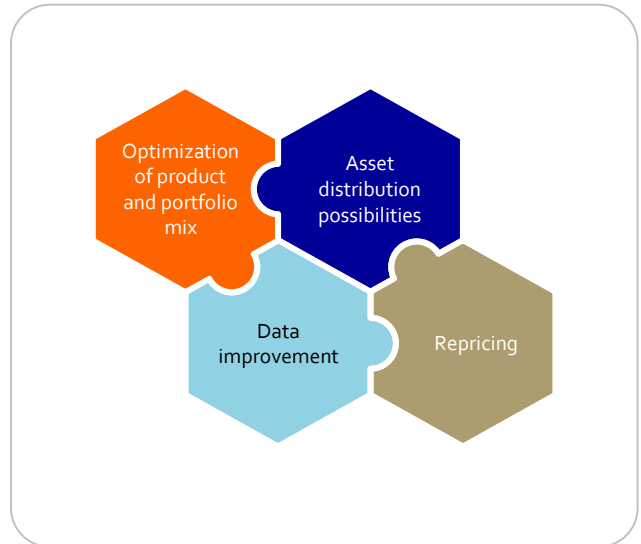 Optimization
of product
and portfolio
mix
Asset
distribution
possibilities
Data
improvement
Repricing